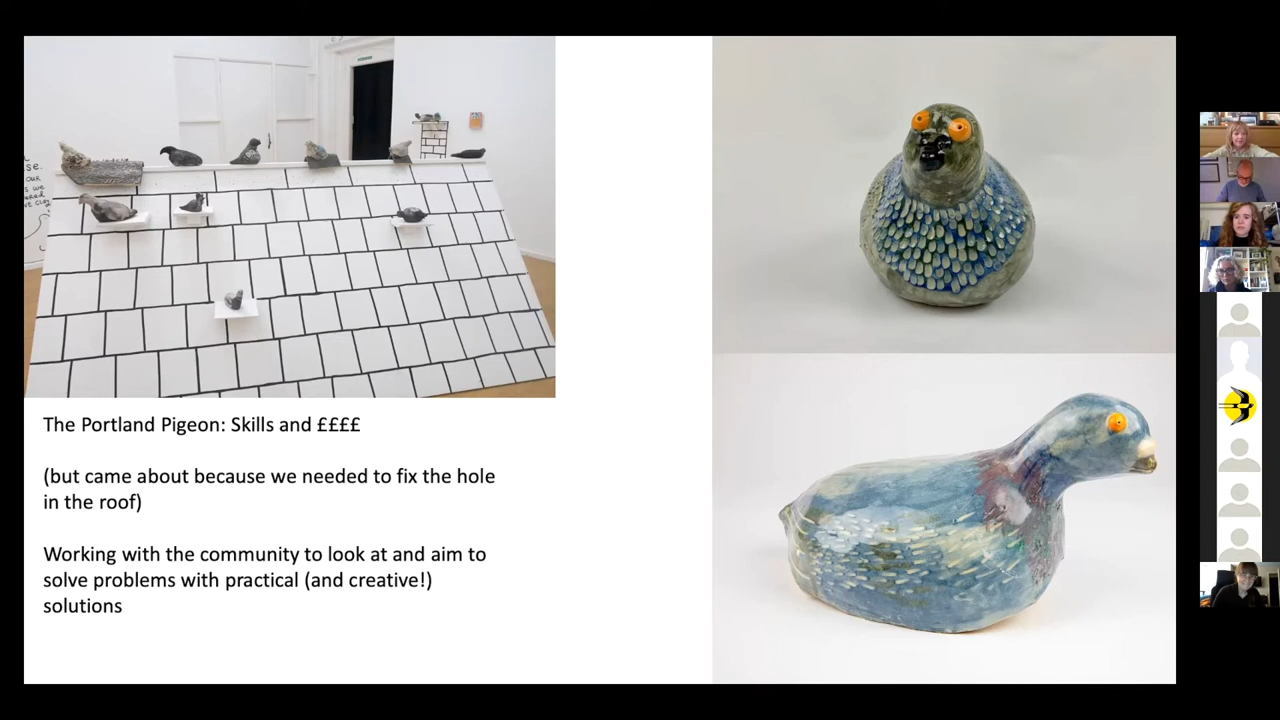 The Portland Pigeon: Skills and ££££
(but came about because we needed to fix the hole
in the roof)
Working with the community to look at and aim to
solve problems with practical (and creative!)
solutions